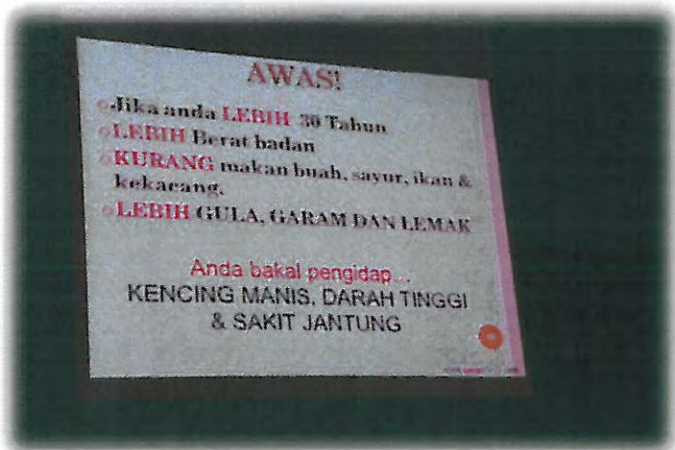 AWAS!
Jika anda LEBIH 30 Tahun
LEBIH Berat badan
KURANG makan buah, sayur, ikan &
kekacang.
LEBIH GULA, GARAM DAN LEMAK
Anda bakal pengidap...
KENCING MANIS, DARAH TINGGI
& SAKIT JANTUNG